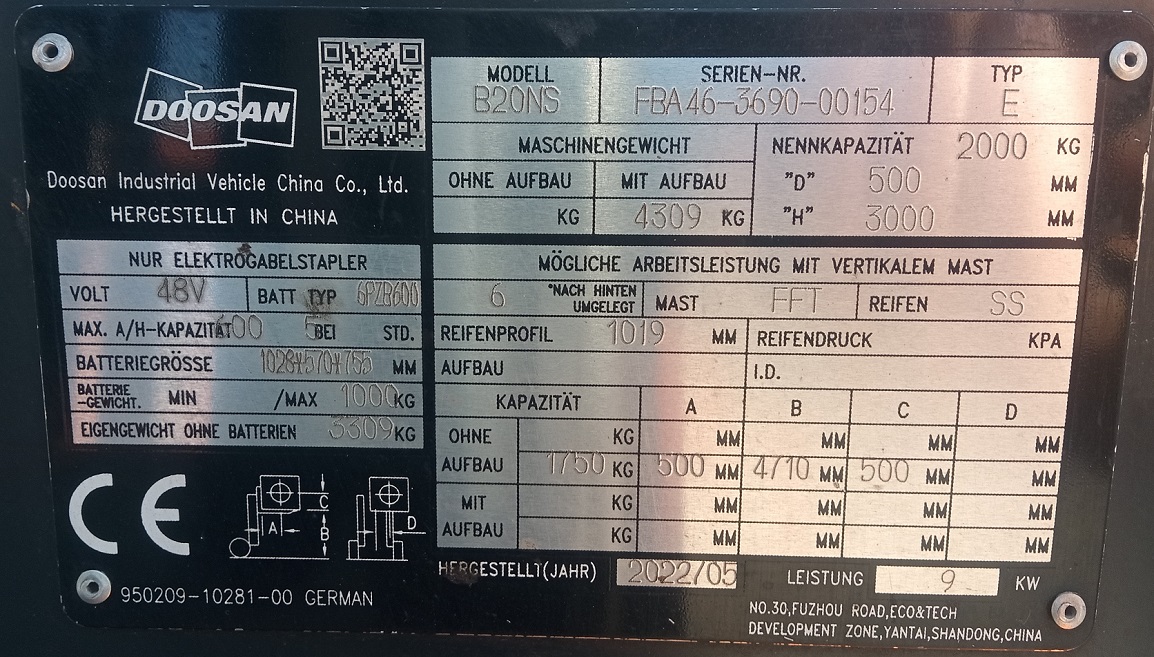 DOOSAN
Doosan Industrial Vehicle China Co., Ltd.
HERGESTELLT IN CHINA
MODELL SERIEN-NR. TYP
B20NS FBA46-3690-00154 E
MASCHINENGEWICHT NENNKAPAZITÄT 2000 KG
OHNE AUFBAU MIT AUFBAU "D" 500 MM
KG 4309 KG "H" 3000 MM
NUR ELEKTROGABELSTAPLER
VOLT 48V BATT TYP 6PZB600
MAX. A/H-KAPAZITÄT 600 5 BEI STD.
BATTERIEGRÖSSE 1028*570*755 MM
BATTERIE
-GEWICHT. MIN /MAX 1000 KG
EIGENGEWICHT OHNE BATTERIEN 3309 KG
MÖGLICHE ARBEITSLEISTUNG MIT VERTIKALEM MAST
6 °NACH HINTEN UMGELEGT MAST FFT REIFEN SS
REIFENPROFIL 1019 MM REIFENDRUCK KPA
AUFBAU I.D.
KAPAZITÄT A B C D
OHNE KG MM MM MM MM
AUFBAU 1750 KG 500 MM 4710 MM 500 MM MM
MIT KG MM MM MM MM
AUFBAU KG MM MM MM MM
HERGESTELLT(JAHR) 2022/05 LEISTUNG 9 KW
CE
A C B D
950209-10281-00 GERMAN
NO.30,FUZHOU ROAD,ECO&TECH
DEVELOPMENT ZONE,YANTAI,SHANDONG,CHINA